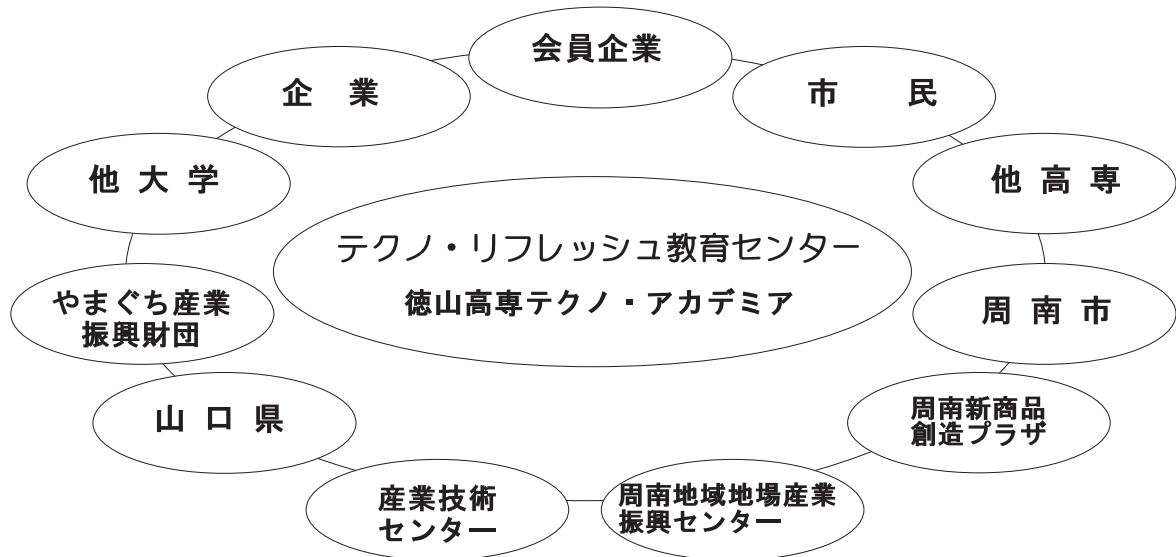 会員企業
企　業
市　　民
他 大 学
他 高 専
テクノ・リフレッシュ教育センター
徳山高専テクノ・アカデミア
やまぐち産業
振興財団
周 南 市
山 口 県
周南新商品
創造プラザ
産業技術
センター
周南地域地場産業
振興センター